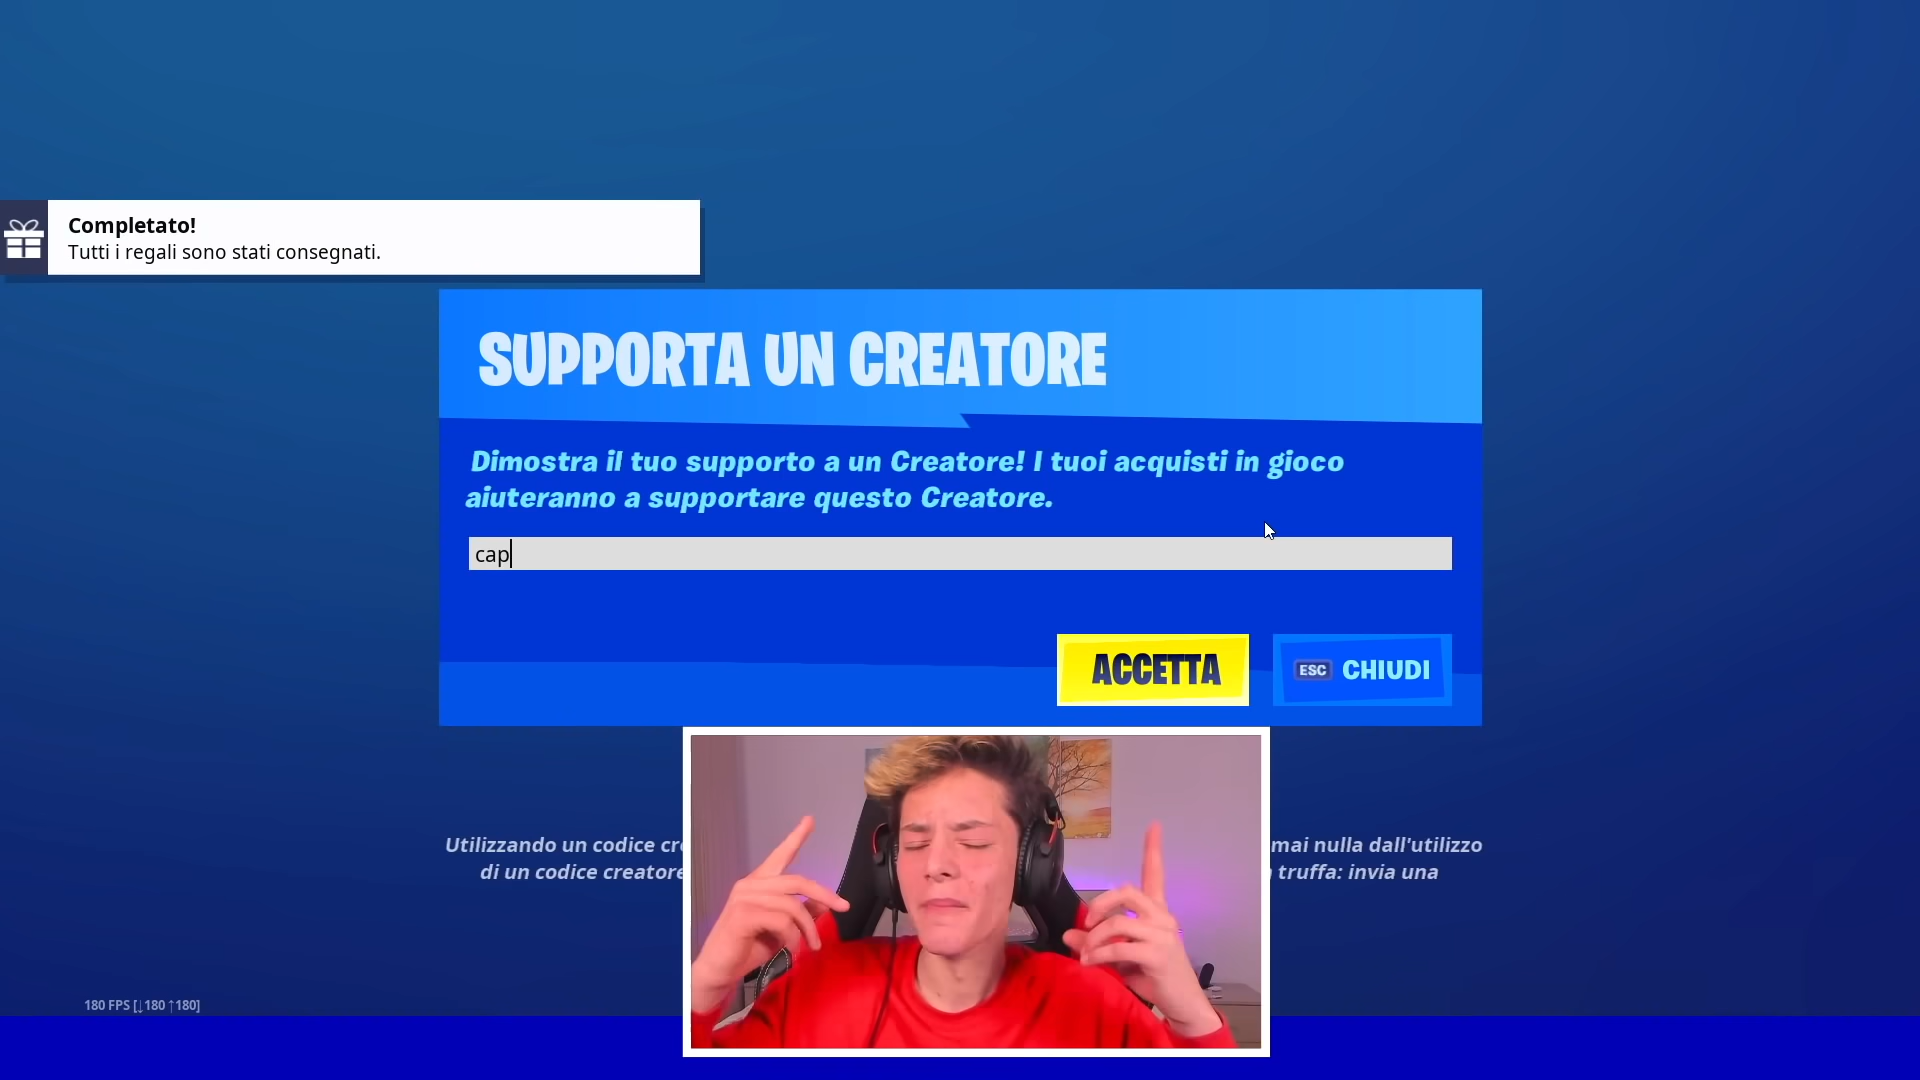 Completato!
Tutti i regali sono stati consegnati.
SUPPORTA UN CREATORE
Dimostra il tuo supporto a un Creatore! I tuoi acquisti in gioco
aiuteranno a supportare questo Creatore.
cap
ACCETTA
ESC CHIUDI
Utilizzando un codice mai nulla dall'utilizzo
di un codice creatore truffa: invia una
180 FPS [↓180 ↑180]